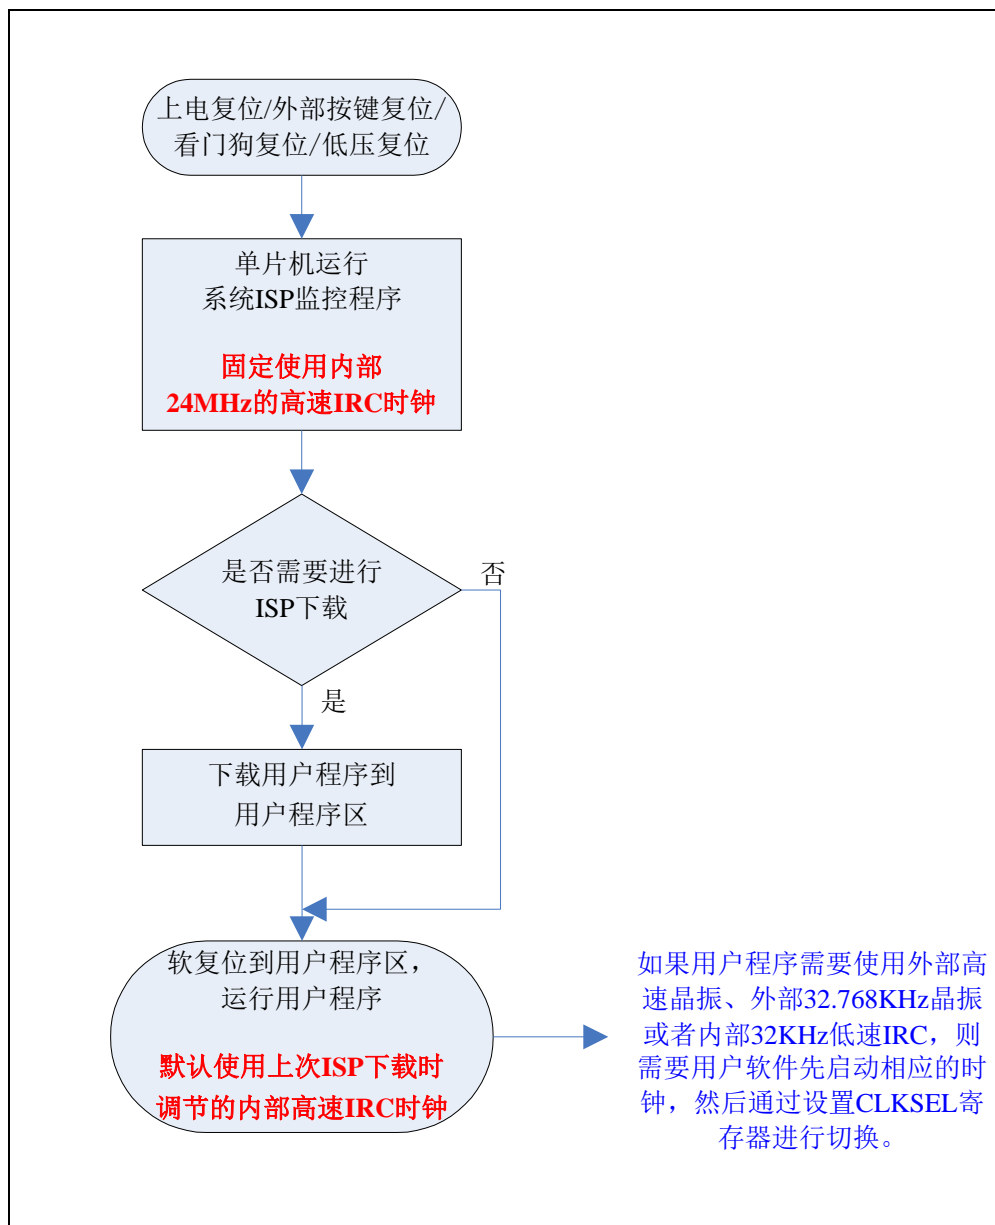 上电复位/外部按键复位/
看门狗复位/低压复位
单片机运行
系统ISP监控程序
固定使用内部
24MHz的高速IRC时钟
是否需要进行
ISP下载
否
是
下载用户程序到
用户程序区
软复位到用户程序区，
运行用户程序
默认使用上次ISP下载时
调节的内部高速IRC时钟
如果用户程序需要使用外部高
速晶振、外部32.768KHz晶振
或者内部32KHz低速IRC，则
需要用户软件先启动相应的时
钟，然后通过设置CLKSEL寄
存器进行切换。